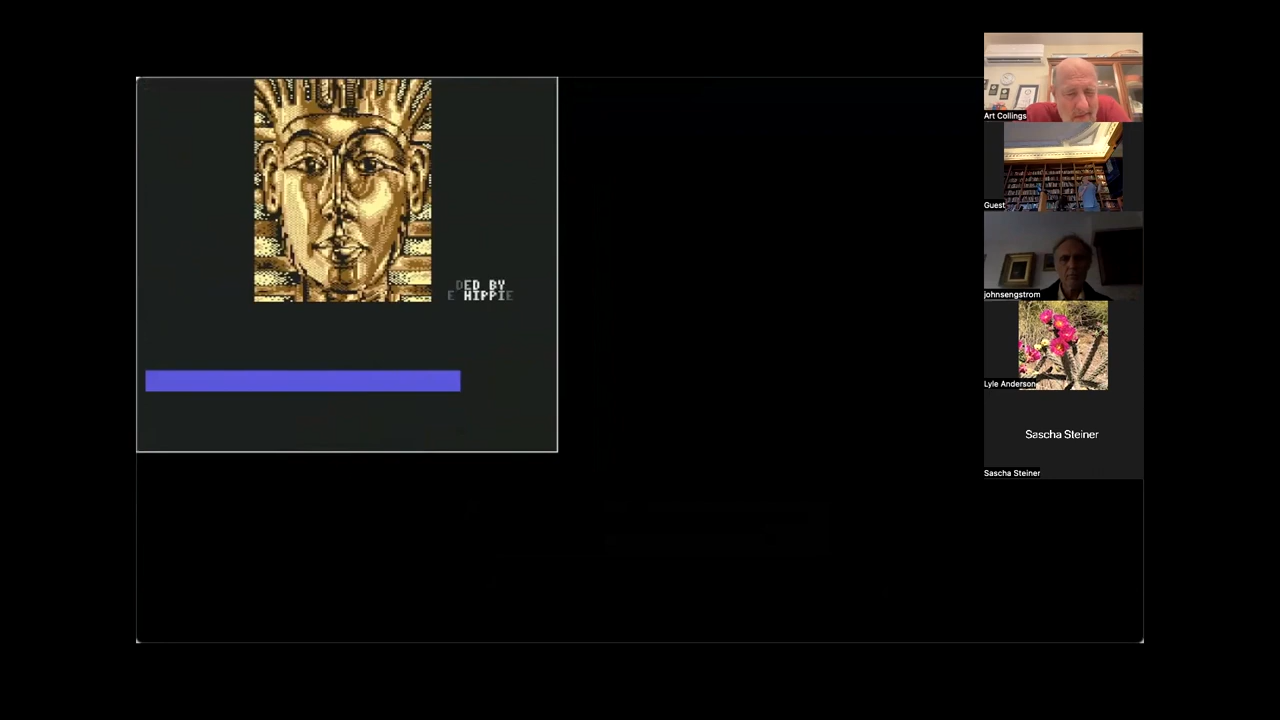 DED BY
E HIPPIE
Art Collings
Guest
johnsengstrom
Lyle Anderson
Sascha Steiner
Sascha Steiner